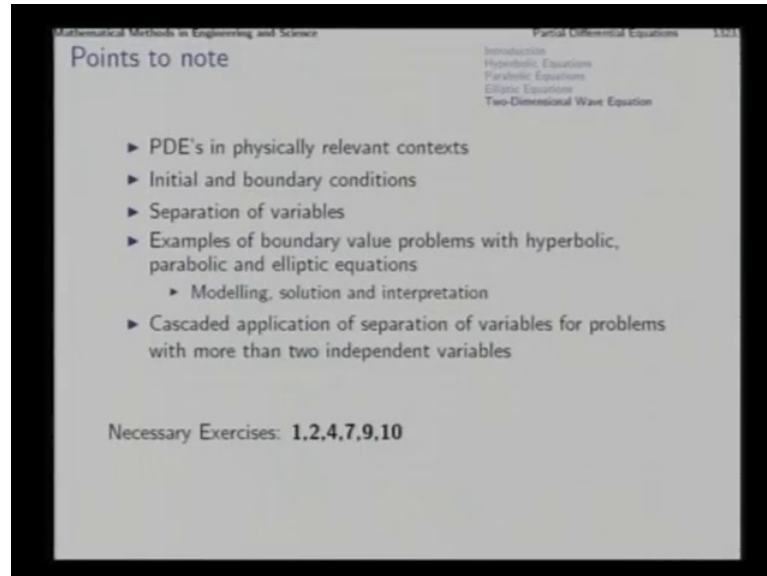 Mathematical Methods in Engineering and Science
Partial Differential Equations
Points to note
Introduction
Hyperbolic Equations
Parabolic Equations
Elliptic Equations
Two-Dimensional Wave Equation
► PDE's in physically relevant contexts
► Initial and boundary conditions
► Separation of variables
► Examples of boundary value problems with hyperbolic,
parabolic and elliptic equations
► Modelling, solution and interpretation
► Cascaded application of separation of variables for problems
with more than two independent variables
Necessary Exercises: 1,2,4,7,9,10